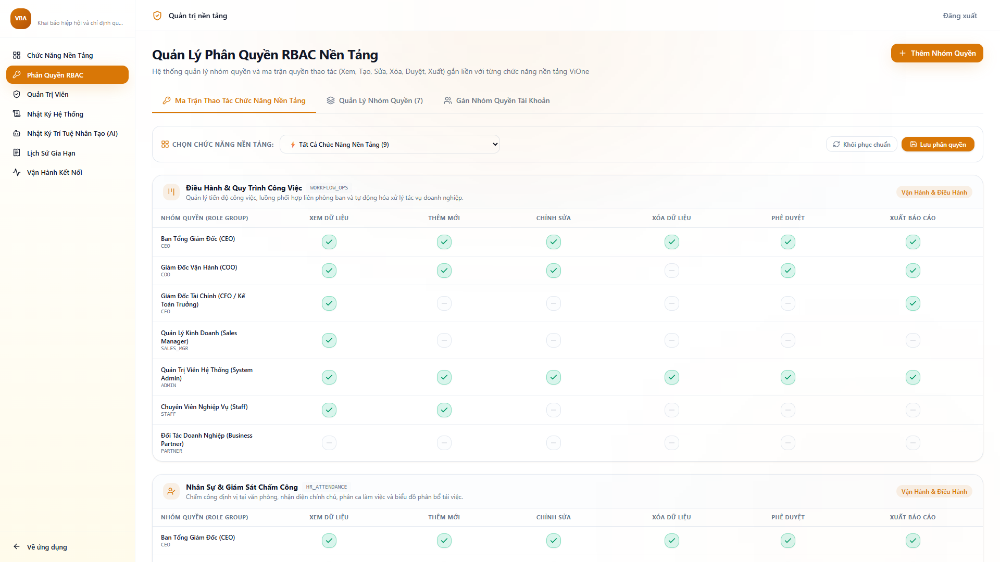 VBA
Khai báo hiệp hội và chỉ định qu...
Chức Năng Nền Tảng
Phân Quyền RBAC
Quản Trị Viên
Nhật Ký Hệ Thống
Nhật Ký Trí Tuệ Nhân Tạo (AI)
Lịch Sử Gia Hạn
Vận Hành Kết Nối
Về ứng dụng
Quản trị nền tảng
Đăng xuất
Quản Lý Phân Quyền RBAC Nền Tảng
Hệ thống quản lý nhóm quyền và ma trận quyền thao tác (Xem, Tạo, Sửa, Xóa, Duyệt, Xuất) gắn liền với từng chức năng nền tảng ViOne
Thêm Nhóm Quyền
Ma Trận Thao Tác Chức Năng Nền Tảng
Quản Lý Nhóm Quyền (7)
Gán Nhóm Quyền Tài Khoản
CHỌN CHỨC NĂNG NỀN TẢNG:
Tất Cả Chức Năng Nền Tảng (9)
Khôi phục chuẩn
Lưu phân quyền
Điều Hành & Quy Trình Công Việc WORKFLOW_OPS
Quản lý tiến độ công việc, luồng phối hợp liên phòng ban và tự động hóa xử lý tác vụ doanh nghiệp.
Vận Hành & Điều Hành
NHÓM QUYỀN (ROLE GROUP) XEM DỮ LIỆU THÊM MỚI CHỈNH SỬA XÓA DỮ LIỆU PHÊ DUYỆT XUẤT BÁO CÁO
Ban Tổng Giám Đốc (CEO)
CEO
Giám Đốc Vận Hành (COO)
COO
Giám Đốc Tài Chính (CFO / Kế
Toán Trưởng)
CFO
Quản Lý Kinh Doanh (Sales
Manager)
SALES_MGR
Quản Trị Viên Hệ Thống (System
Admin)
ADMIN
Chuyên Viên Nghiệp Vụ (Staff)
STAFF
Đối Tác Doanh Nghiệp (Business
Partner)
PARTNER
Nhân Sự & Giám Sát Chấm Công HR_ATTENDANCE
Chấm công định vị tại văn phòng, nhận diện chính chủ, phân ca làm việc và biểu đồ phân bổ tải việc.
Vận Hành & Điều Hành
NHÓM QUYỀN (ROLE GROUP) XEM DỮ LIỆU THÊM MỚI CHỈNH SỬA XÓA DỮ LIỆU PHÊ DUYỆT XUẤT BÁO CÁO
Ban Tổng Giám Đốc (CEO)
CEO